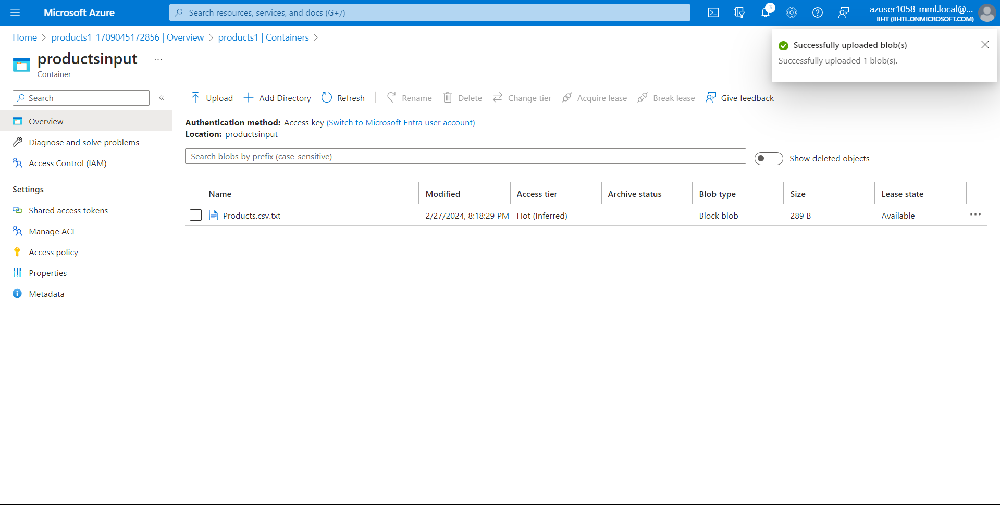 Microsoft Azure
Search resources, services, and docs (G+/)
3
azuser1058_mml.local@...
IIHT (IIHTL.ONMICROSOFT.COM)
Home > products1_1709045172856 | Overview > products1 | Containers >
productsinput ...
Container
Successfully uploaded blob(s)
Successfully uploaded 1 blob(s).
Search
Overview
Diagnose and solve problems
Access Control (IAM)
Settings
Shared access tokens
Manage ACL
Access policy
Properties
Metadata
Upload Add Directory Refresh Rename Delete Change tier Acquire lease Break lease Give feedback
Authentication method: Access key (Switch to Microsoft Entra user account)
Location: productsinput
Search blobs by prefix (case-sensitive)
Show deleted objects
Name Modified Access tier Archive status Blob type Size Lease state
Products.csv.txt 2/27/2024, 8:18:29 PM Hot (Inferred) Block blob 289 B Available ...